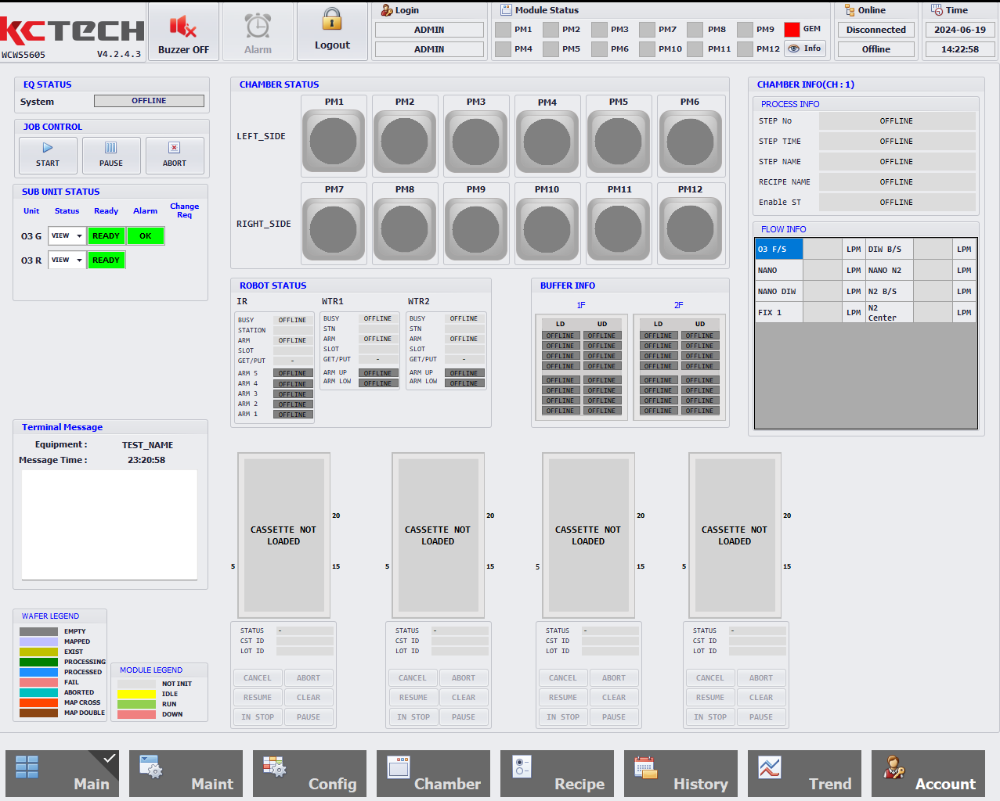 KCTECH
WCWS5605 V4.2.4.3
Buzzer OFF
Alarm
Logout
Login
ADMIN
ADMIN
Module Status
PM1 PM2 PM3 PM7 PM8 PM9 GEM
PM4 PM5 PM6 PM10 PM11 PM12 Info
Online
Disconnected
Offline
Time
2024-06-19
14:22:58
EQ STATUS
System OFFLINE
JOB CONTROL
START PAUSE ABORT
SUB UNIT STATUS
Unit Status Ready Alarm Change Req
O3 G VIEW READY OK
O3 R VIEW READY
Terminal Message
Equipment : TEST_NAME
Message Time : 23:20:58
WAFER LEGEND
EMPTY
MAPPED
EXIST
PROCESSING
PROCESSED
FAIL
ABORTED
MAP CROSS
MAP DOUBLE
MODULE LEGEND
NOT INIT
IDLE
RUN
DOWN
CHAMBER STATUS
PM1 PM2 PM3 PM4 PM5 PM6
LEFT_SIDE
PM7 PM8 PM9 PM10 PM11 PM12
RIGHT_SIDE
ROBOT STATUS
IR
BUSY OFFLINE
STATION
ARM OFFLINE
SLOT
GET/PUT -
ARM 5 OFFLINE
ARM 4 OFFLINE
ARM 3 OFFLINE
ARM 2 OFFLINE
ARM 1 OFFLINE
WTR1
BUSY OFFLINE
STN
ARM OFFLINE
SLOT
GET/PUT -
ARM UP OFFLINE
ARM LOW OFFLINE
WTR2
BUSY OFFLINE
STN
ARM OFFLINE
SLOT
GET/PUT -
ARM UP OFFLINE
ARM LOW OFFLINE
BUFFER INFO
1F 2F
LD UD LD UD
OFFLINE OFFLINE OFFLINE OFFLINE
OFFLINE OFFLINE OFFLINE OFFLINE
OFFLINE OFFLINE OFFLINE OFFLINE
OFFLINE OFFLINE OFFLINE OFFLINE
OFFLINE OFFLINE OFFLINE OFFLINE
OFFLINE OFFLINE OFFLINE OFFLINE
OFFLINE OFFLINE OFFLINE OFFLINE
OFFLINE OFFLINE OFFLINE OFFLINE
CHAMBER INFO(CH : 1)
PROCESS INFO
STEP No OFFLINE
STEP TIME OFFLINE
STEP NAME OFFLINE
RECIPE NAME OFFLINE
Enable ST OFFLINE
FLOW INFO
O3 F/S LPM DIW B/S LPM
NANO LPM NANO N2 LPM
NANO DIW LPM N2 B/S LPM
FIX 1 LPM N2 Center LPM
20 20 20 20
CASSETTE NOT CASSETTE NOT CASSETTE NOT CASSETTE NOT
LOADED LOADED LOADED LOADED
5 15 5 15 5 15 5 15
STATUS - STATUS - STATUS - STATUS -
CST ID CST ID CST ID CST ID
LOT ID LOT ID LOT ID LOT ID
CANCEL ABORT CANCEL ABORT CANCEL ABORT CANCEL ABORT
RESUME CLEAR RESUME CLEAR RESUME CLEAR RESUME CLEAR
IN STOP PAUSE IN STOP PAUSE IN STOP PAUSE IN STOP PAUSE
Main Maint Config Chamber Recipe History Trend Account